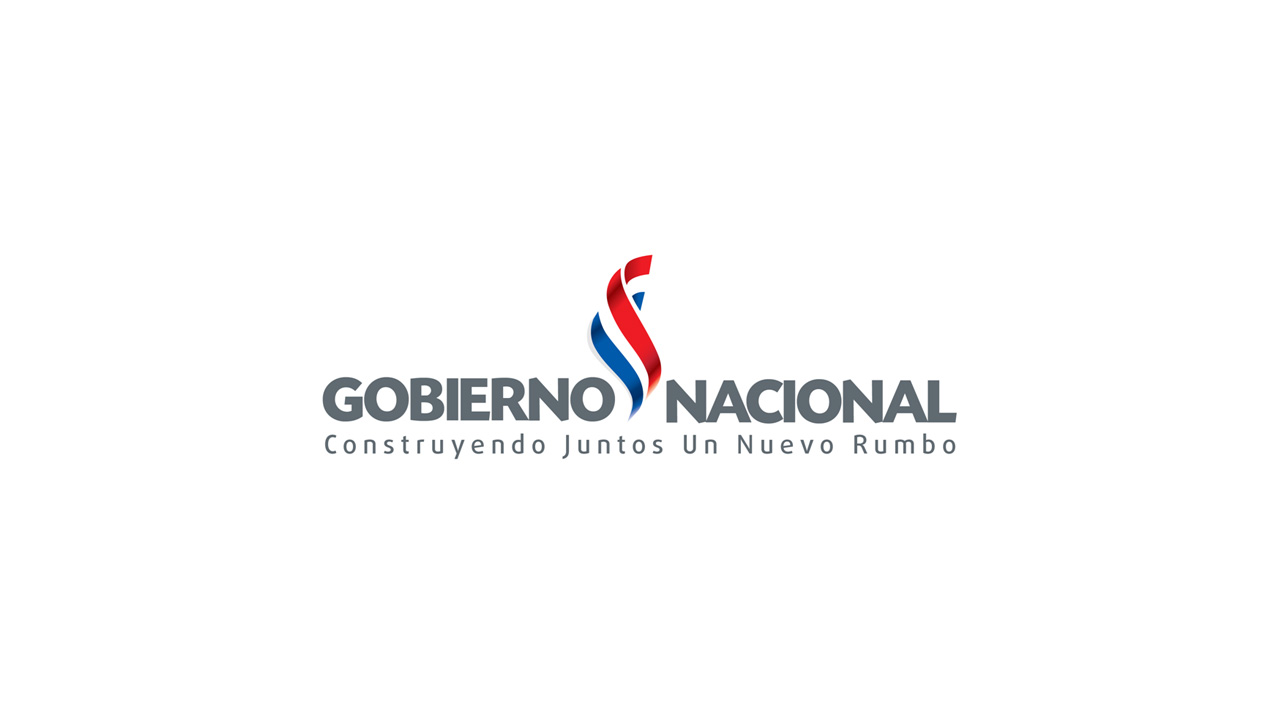 GOBIERNO NACIONAL
Construyendo Juntos Un Nuevo Rumbo